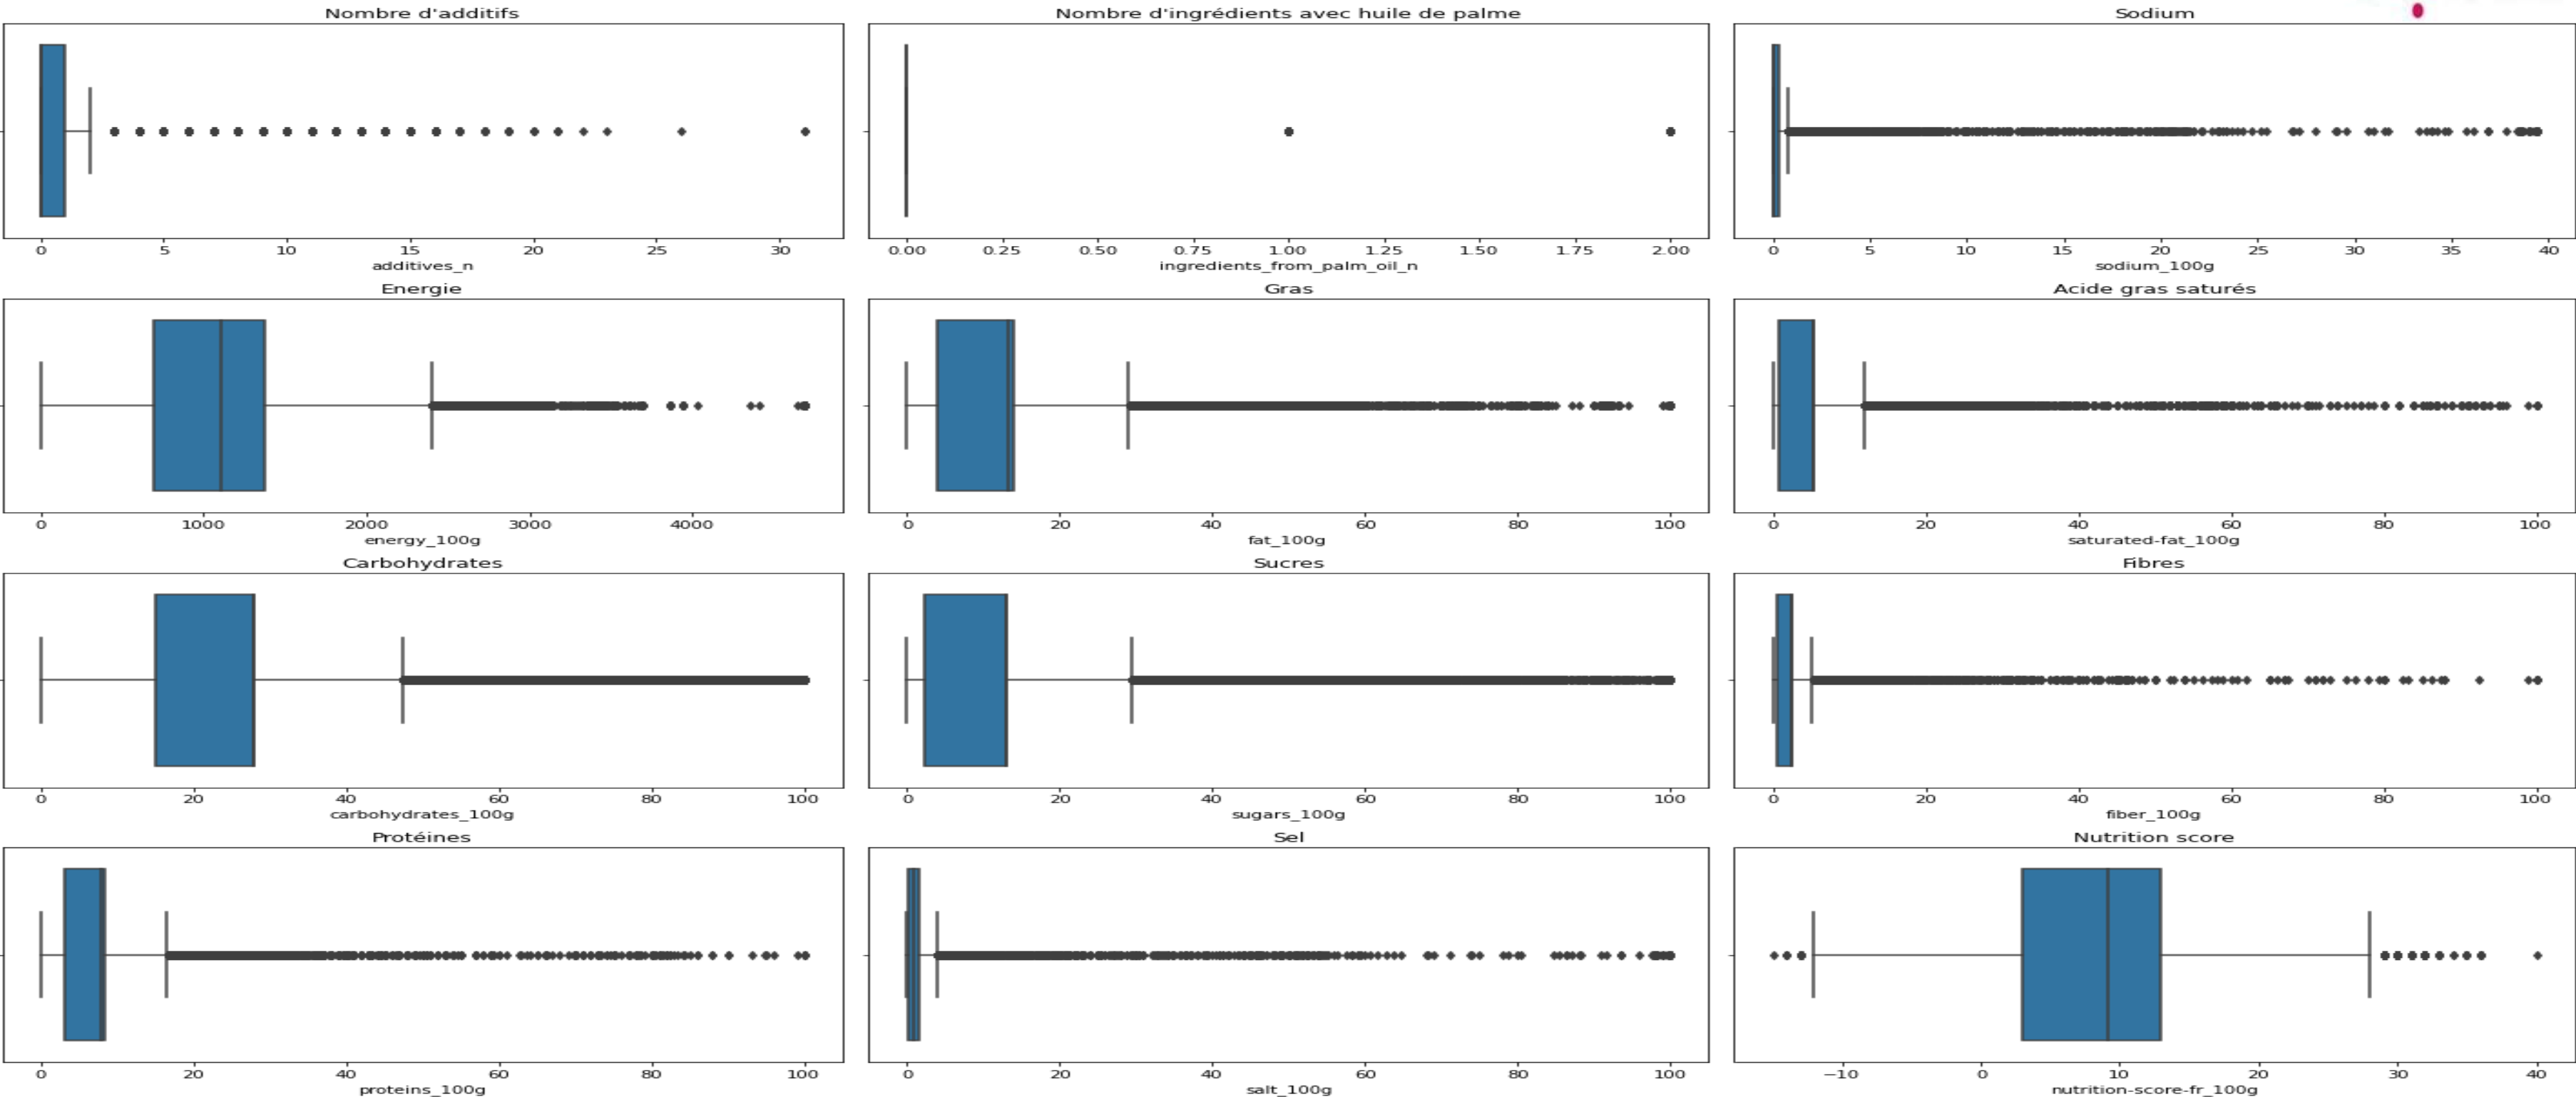 Nombre d'additifs
0 5 10 15 20 25 30
additives_n
Nombre d'ingrédients avec huile de palme
0.00 0.25 0.50 0.75 1.00 1.25 1.50 1.75 2.00
ingredients_from_palm_oil_n
Sodium
0 5 10 15 20 25 30 35 40
sodium_100g
Energie
0 1000 2000 3000 4000
energy_100g
Gras
0 20 40 60 80 100
fat_100g
Acide gras saturés
0 20 40 60 80 100
saturated-fat_100g
Carbohydrates
0 20 40 60 80 100
carbohydrates_100g
Sucres
0 20 40 60 80 100
sugars_100g
Fibres
0 20 40 60 80 100
fiber_100g
Protéines
0 20 40 60 80 100
proteins_100g
Sel
0 20 40 60 80 100
salt_100g
Nutrition score
−10 0 10 20 30 40
nutrition-score-fr_100g